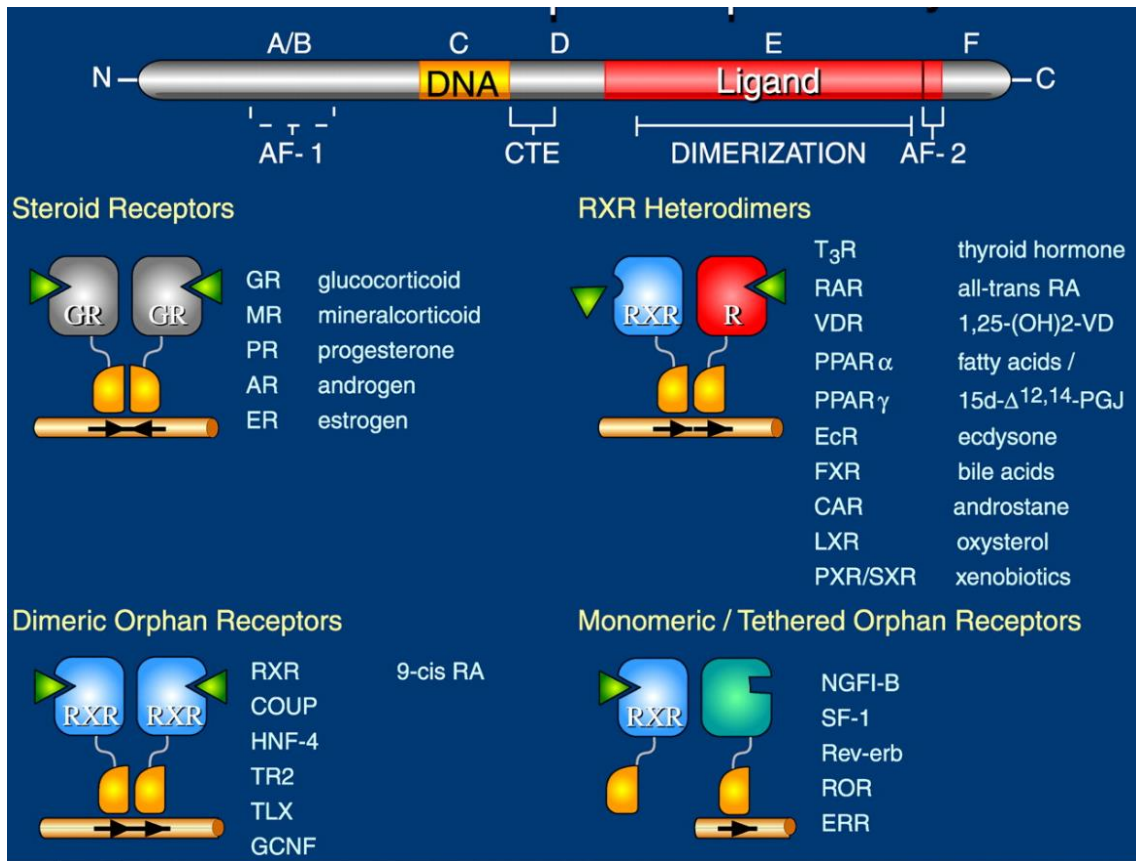 A/B C D E F
N DNA Ligand C
AF-1 CTE DIMERIZATION AF-2
Steroid Receptors
GR GR
GR glucocorticoid
MR mineralcorticoid
PR progesterone
AR androgen
ER estrogen
RXR Heterodimers
RXR R
T₃R thyroid hormone
RAR all-trans RA
VDR 1,25-(OH)2-VD
PPARα fatty acids /
PPARγ 15d-Δ¹²,¹⁴-PGJ
EcR ecdysone
FXR bile acids
CAR androstane
LXR oxysterol
PXR/SXR xenobiotics
Dimeric Orphan Receptors
RXR RXR
RXR 9-cis RA
COUP
HNF-4
TR2
TLX
GCNF
Monomeric / Tethered Orphan Receptors
RXR
NGFI-B
SF-1
Rev-erb
ROR
ERR